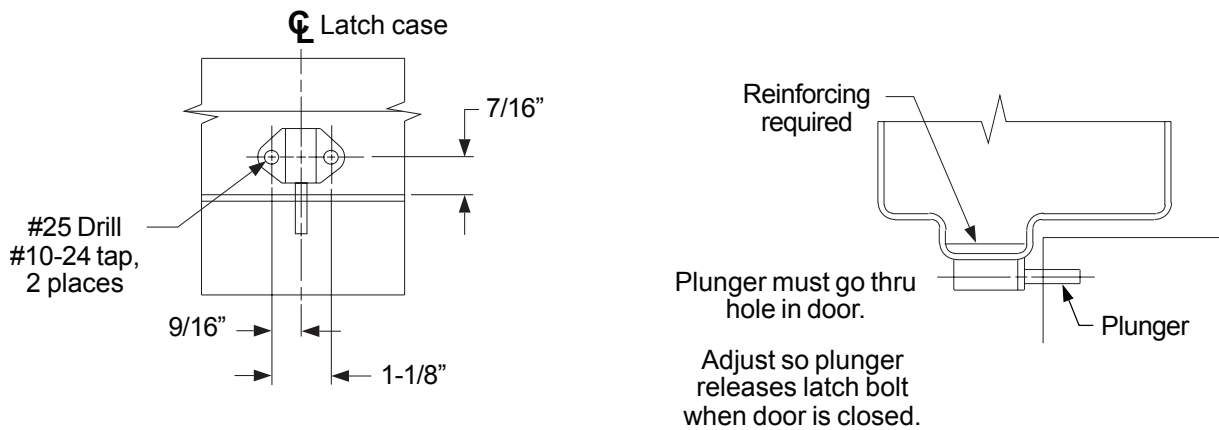 ℄ Latch case
7/16”
#25 Drill
#10-24 tap,
2 places
9/16”
1-1/8”
Reinforcing
required
Plunger must go thru
hole in door.
Plunger
Adjust so plunger
releases latch bolt
when door is closed.